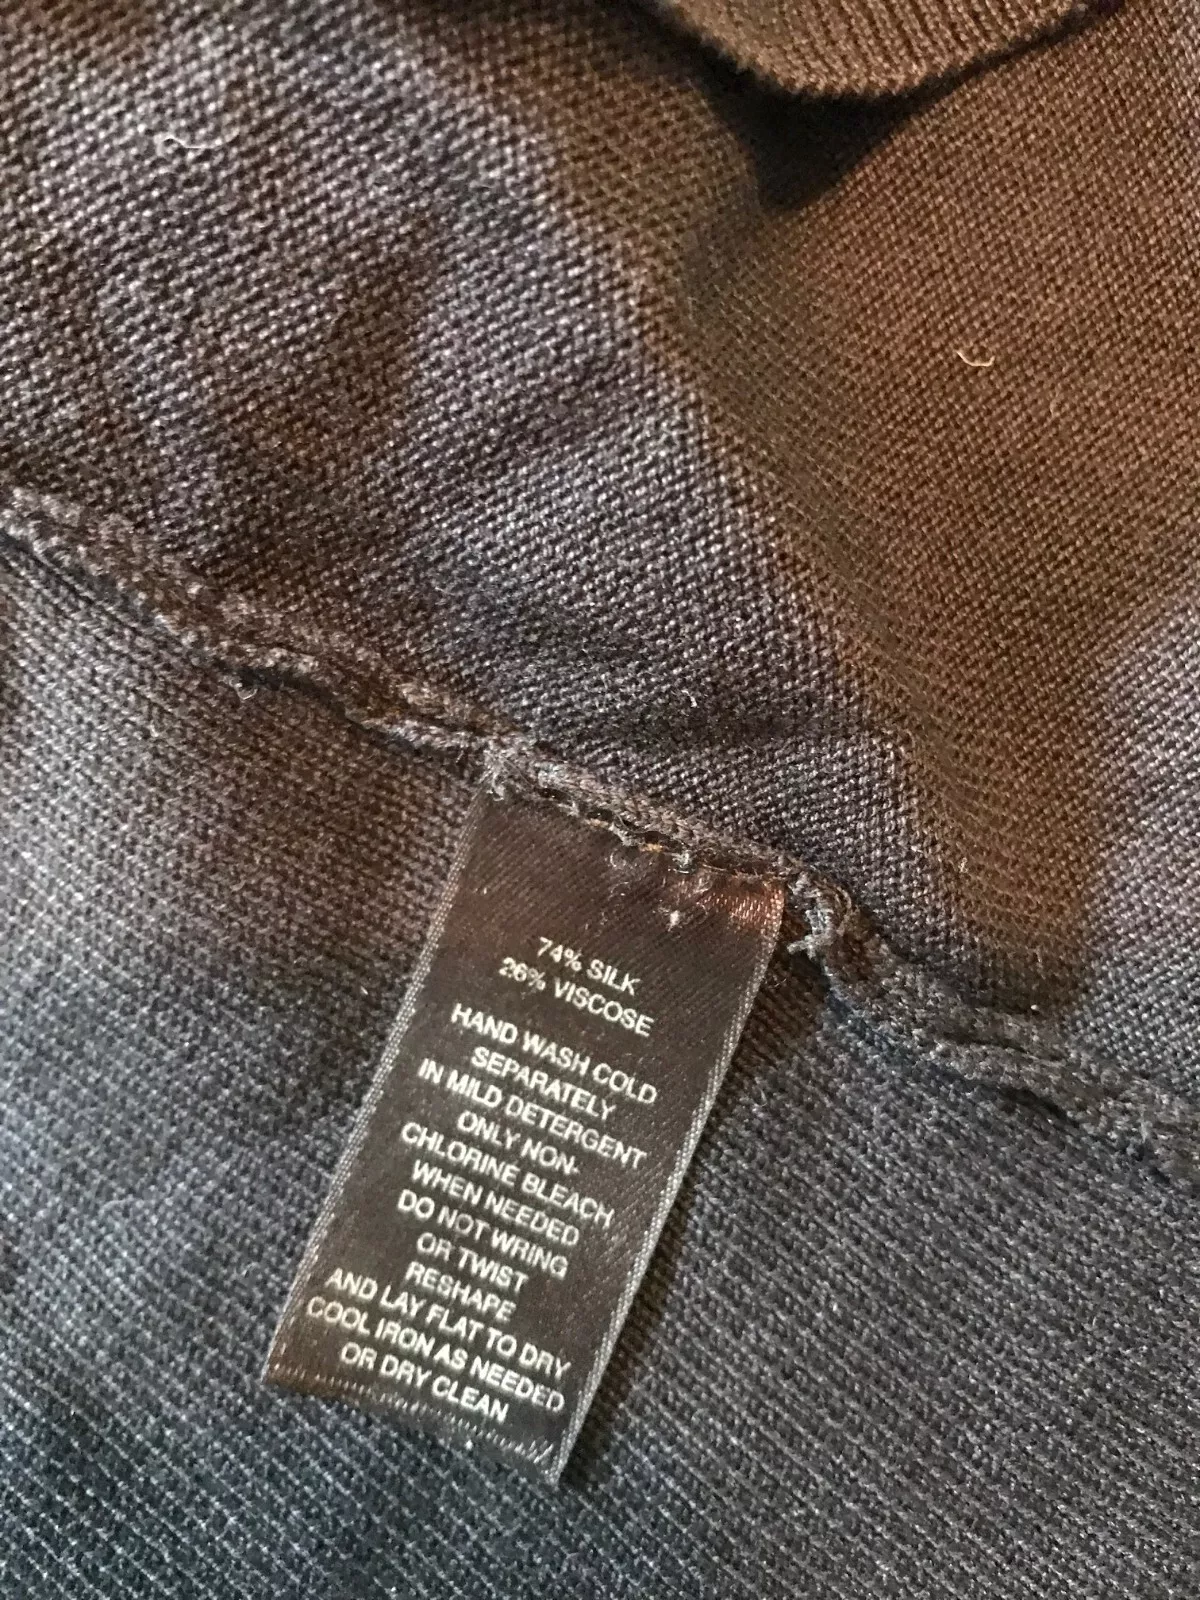 74% SILK
26% VISCOSE
HAND WASH COLD
SEPARATELY
IN MILD DETERGENT
ONLY NON-
CHLORINE BLEACH
WHEN NEEDED
DO NOT WRING
OR TWIST
RESHAPE
AND LAY FLAT TO DRY
COOL IRON AS NEEDED
OR DRY CLEAN